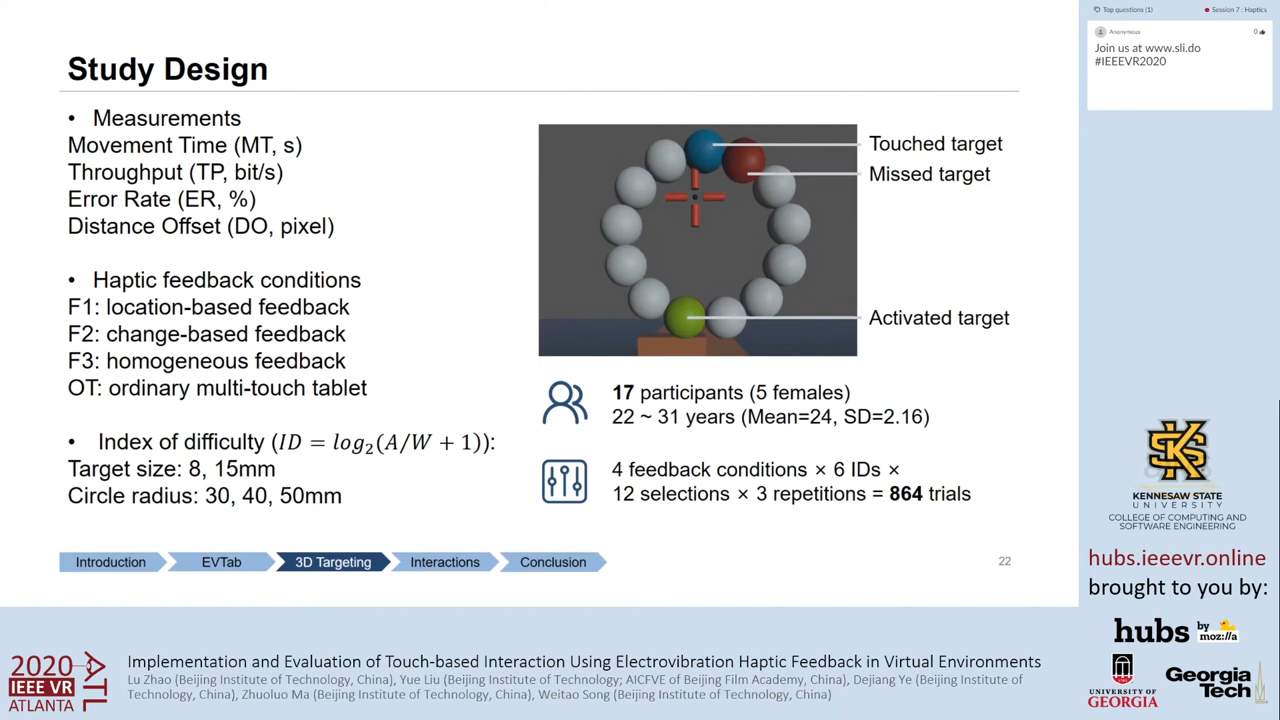 Study Design
• Measurements
Movement Time (MT, s)
Throughput (TP, bit/s)
Error Rate (ER, %)
Distance Offset (DO, pixel)
• Haptic feedback conditions
F1: location-based feedback
F2: change-based feedback
F3: homogeneous feedback
OT: ordinary multi-touch tablet
• Index of difficulty (ID = log₂(A/W + 1)):
Target size: 8, 15mm
Circle radius: 30, 40, 50mm
Touched target
Missed target
Activated target
17 participants (5 females)
22 ~ 31 years (Mean=24, SD=2.16)
4 feedback conditions × 6 IDs ×
12 selections × 3 repetitions = 864 trials
Introduction
EVTab
3D Targeting
Interactions
Conclusion
22
Top questions (1)
Session 7 : Haptics
Anonymous
0
Join us at www.sli.do
#IEEEVR2020
KS
KENNESAW STATE
UNIVERSITY
COLLEGE OF COMPUTING AND
SOFTWARE ENGINEERING
hubs.ieeevr.online
brought to you by:
hubs by moz://a
UNIVERSITY OF
GEORGIA
Georgia
Tech
2020
IEEE VR
ATLANTA
ATL
Implementation and Evaluation of Touch-based Interaction Using Electrovibration Haptic Feedback in Virtual Environments
Lu Zhao (Beijing Institute of Technology, China), Yue Liu (Beijing Institute of Technology, China; AICFVE of Beijing Film Academy, China), Dejiang Ye (Beijing Institute of
Technology, China), Zhuoluo Ma (Beijing Institute of Technology, China), Weitao Song (Beijing Institute of Technology, China)